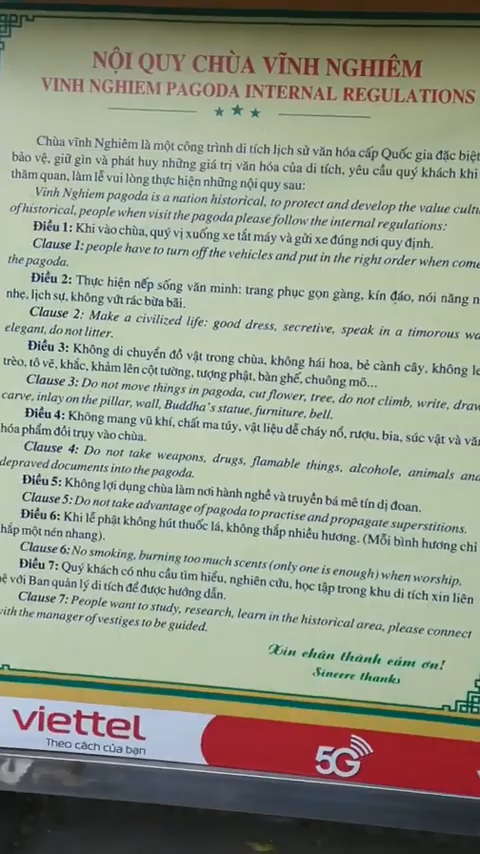 NỘI QUY CHÙA VĨNH NGHIÊM
VINH NGHIEM PAGODA INTERNAL REGULATIONS
Chùa vĩnh Nghiêm là một công trình di tích lịch sử văn hóa cấp Quốc gia đặc biệt
bảo vệ, giữ gìn và phát huy những giá trị văn hóa của di tích, yêu cầu quý khách khi
thăm quan, làm lễ vui lòng thực hiện những nội quy sau:
Vinh Nghiem pagoda is a nation historical, to protect and develop the value
of historical, people when visit the pagoda please follow the internal regulations:
Điều 1: Khi vào chùa, quý vị xuống xe tắt máy và gửi xe đúng nơi quy định.
Clause 1: people have to turn off the vehicles and put in the right order when come
the pagoda.
Điều 2: Thực hiện nếp sống văn minh: trang phục gọn gàng, kín đáo, nói năng
nhẹ, lịch sự, không vứt rác bừa bãi.
Clause 2: Make a civilized life: good dress, secretive, speak in a timorous
elegant, do not litter.
Điều 3: Không di chuyển đồ vật trong chùa, không hái hoa, bẻ cành cây, không
trèo, tô vẽ, khắc, khảm lên cột tường, tượng phật, bàn ghế, chuông mõ...
Clause 3: Do not move things in pagoda, cut flower, tree, do not climb, write, draw
carve, inlay on the pillar, wall, Buddha's statue, furniture, bell.
Điều 4: Không mang vũ khí, chất ma túy, vật liệu dễ cháy nổ, rượu, bia, súc vật và
hóa phẩm đồi trụy vào chùa.
Clause 4: Do not take weapons, drugs, flamable things, alcohole, animals and
depraved documents into the pagoda.
Điều 5: Không lợi dụng chùa làm nơi hành nghề và truyền bá mê tín dị đoan.
Clause 5: Do not take advantage of pagoda to practise and propagate superstitions.
Điều 6: Khi lễ phật không hút thuốc lá, không thắp nhiều hương. (Mỗi bình hương chỉ
thắp một nén nhang).
Clause 6: No smoking, burning too much scents (only one is enough) when worship.
Điều 7: Quý khách có nhu cầu tìm hiểu, nghiên cứu, học tập trong khu di tích xin liên
hệ với Ban quản lý di tích để được hướng dẫn.
Clause 7: People want to study, research, learn in the historical area, please connect
with the manager of vestiges to be guided.
Xin chân thành cảm ơn!
Sincere thanks
viettel
Theo cách của bạn
5G